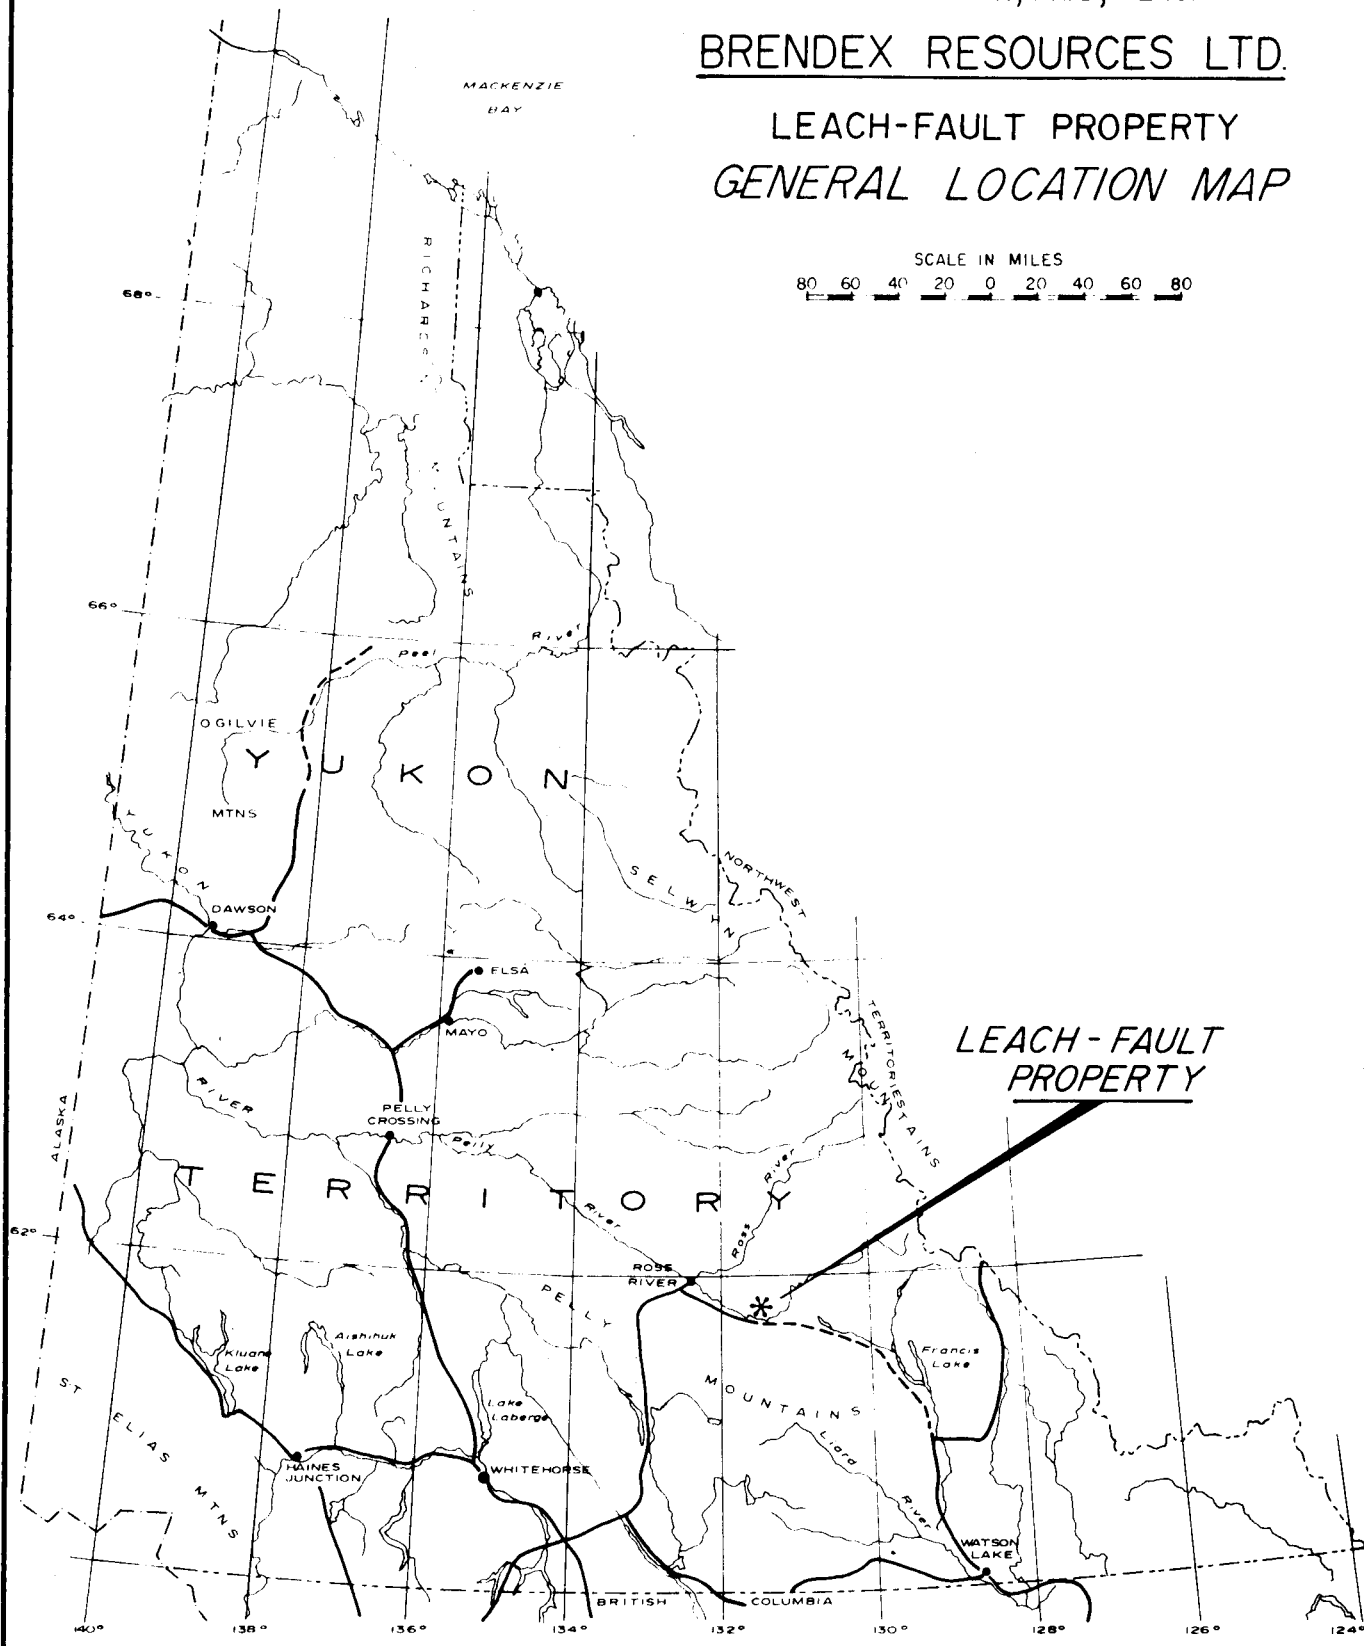 BRENDEX RESOURCES LTD.
LEACH-FAULT PROPERTY
GENERAL LOCATION MAP
SCALE IN MILES
80 60 40 20 0 20 40 60 80
MACKENZIE
BAY
68°
66°
Peel River
OGILVIE
MTNS
YUKON
YUKON
SELWYN
NORTHWEST
64°
DAWSON
ELSA
MAYO
TERRITORIES
MOUNTAINS
LEACH-FAULT
PROPERTY
RIVER
PELLY
CROSSING
Pelly
River
ALASKA
TERRITORY
Ross River
62°
ROSS
RIVER
PELLY
MOUNTAINS
Kluane
Lake
Aishihuk
Lake
Francis
Lake
ST ELIAS MTNS
Lake
Laberge
Liard
River
HAINES
JUNCTION
WHITEHORSE
WATSON
LAKE
BRITISH COLUMBIA
140° 138° 136° 134° 132° 130° 128° 126° 124°